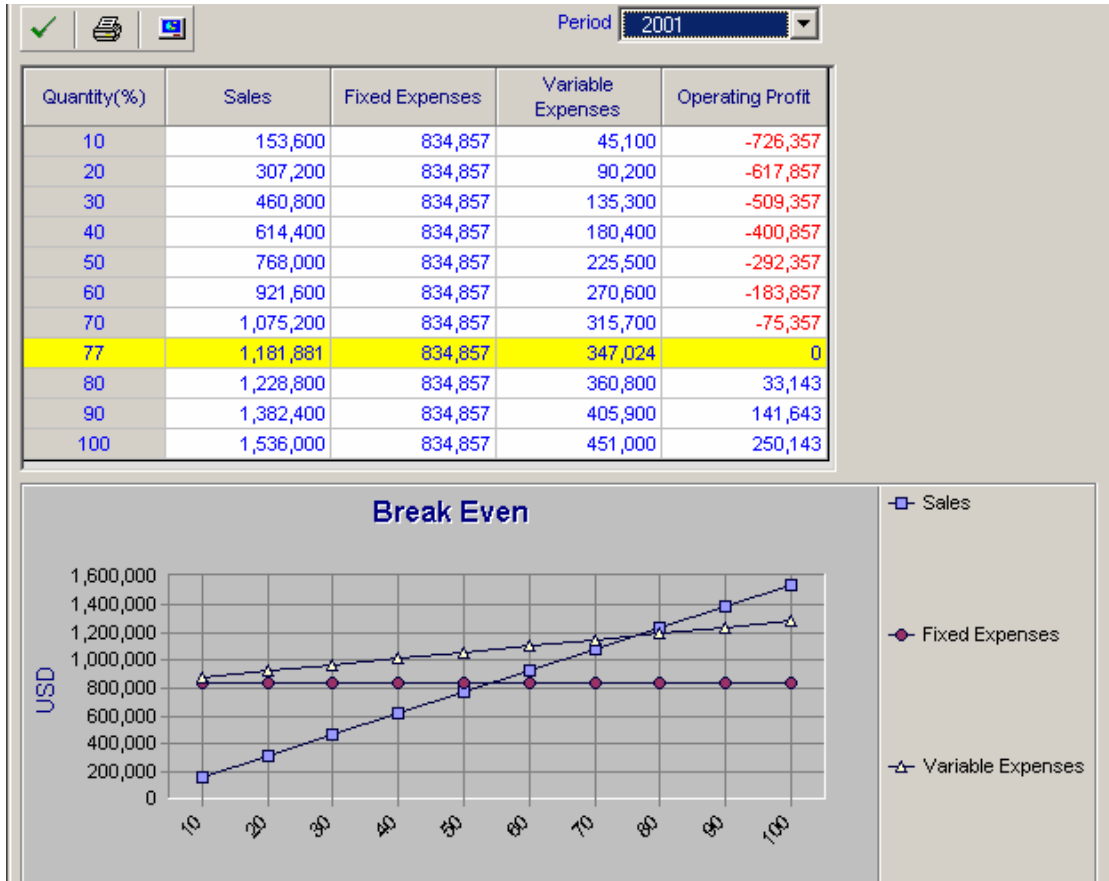 Period 2001
Quantity(%) Sales Fixed Expenses Variable Expenses Operating Profit
10 153,600 834,857 45,100 -726,357
20 307,200 834,857 90,200 -617,857
30 460,800 834,857 135,300 -509,357
40 614,400 834,857 180,400 -400,857
50 768,000 834,857 225,500 -292,357
60 921,600 834,857 270,600 -183,857
70 1,075,200 834,857 315,700 -75,357
77 1,181,881 834,857 347,024 0
80 1,228,800 834,857 360,800 33,143
90 1,382,400 834,857 405,900 141,643
100 1,536,000 834,857 451,000 250,143
Break Even
USD
1,600,000
1,400,000
1,200,000
1,000,000
800,000
600,000
400,000
200,000
0
10 20 30 40 50 60 70 80 90 100
Sales
Fixed Expenses
Variable Expenses